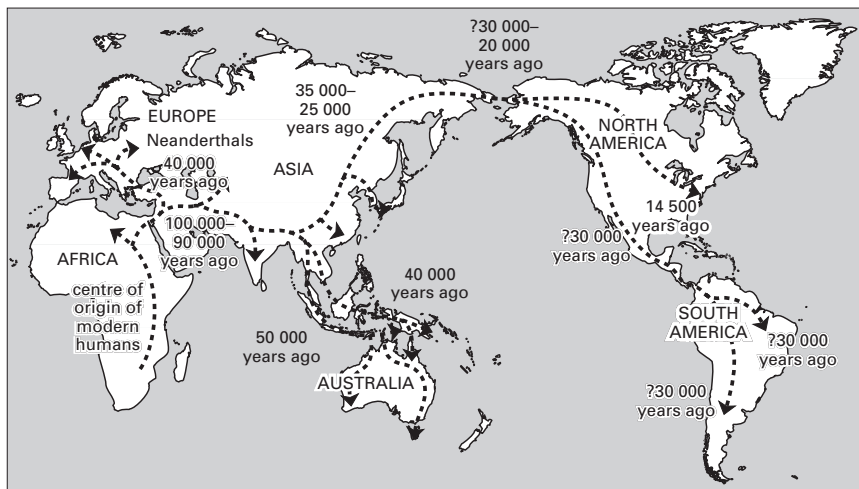 ?30 000–
20 000
years ago
35 000–
25 000
years ago
EUROPE
Neanderthals
40 000
years ago
ASIA
NORTH
AMERICA
14 500
years ago
100 000–
90 000
years ago
?30 000
years ago
AFRICA
centre of
origin of
modern
humans
40 000
years ago
50 000
years ago
AUSTRALIA
SOUTH
AMERICA
?30 000
years ago
?30 000
years ago